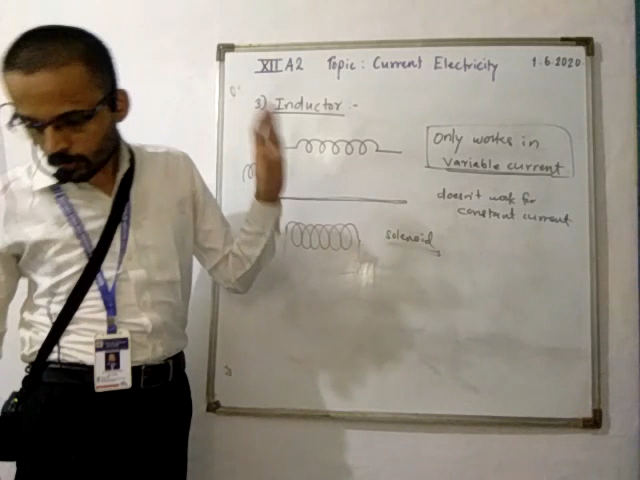 XII A2 Topic : Current Electricity 1.6.2020
3) Inductor :-
Only works in
variable current
doesn't work for
constant current
solenoid